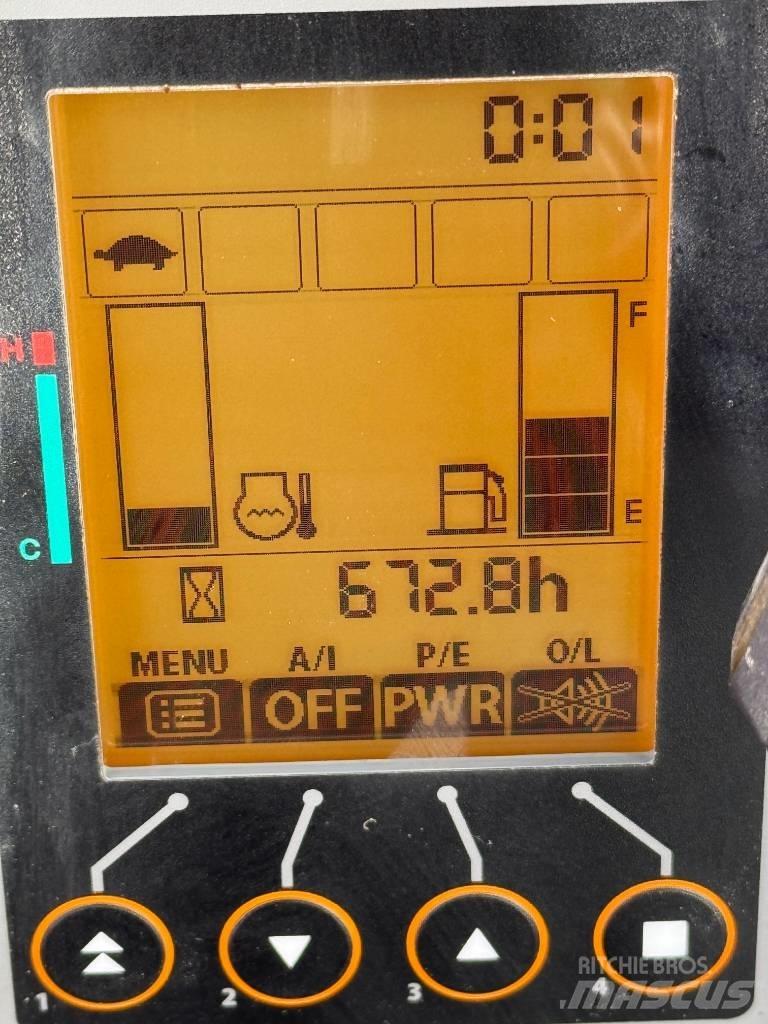 0:01
F
H
E
C
672.8h
MENU A/I P/E O/L
OFF PWR
1 2 3 4
RITCHIE BROS.
MASCUS